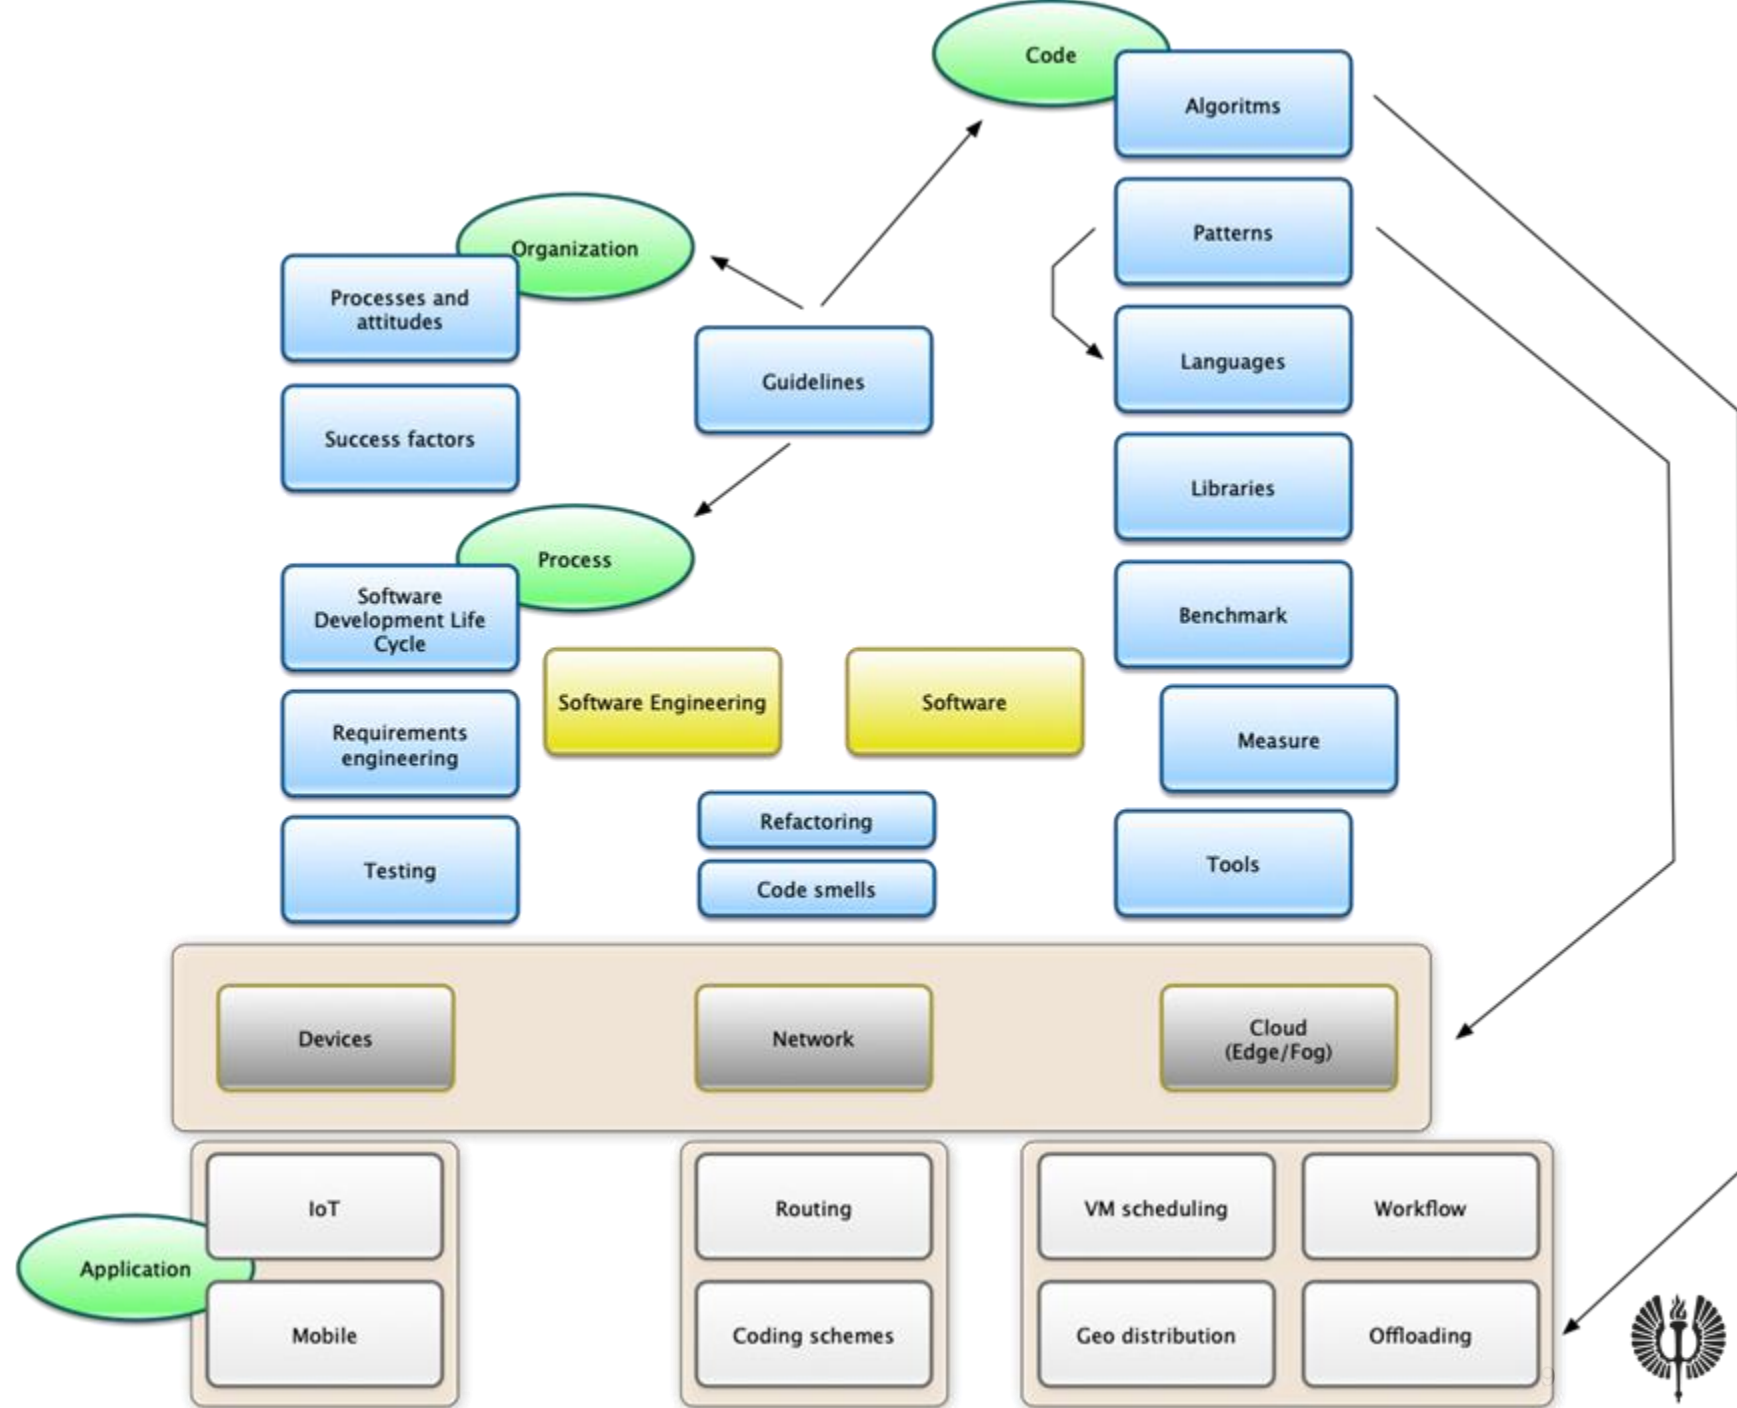 Code
Algoritms
Patterns
Organization
Processes and
attitudes
Guidelines
Languages
Success factors
Libraries
Process
Software
Development Life
Cycle
Benchmark
Software Engineering
Software
Requirements
engineering
Measure
Refactoring
Testing
Code smells
Tools
Devices
Network
Cloud
(Edge/Fog)
IoT
Routing
VM scheduling
Workflow
Application
Mobile
Coding schemes
Geo distribution
Offloading
9